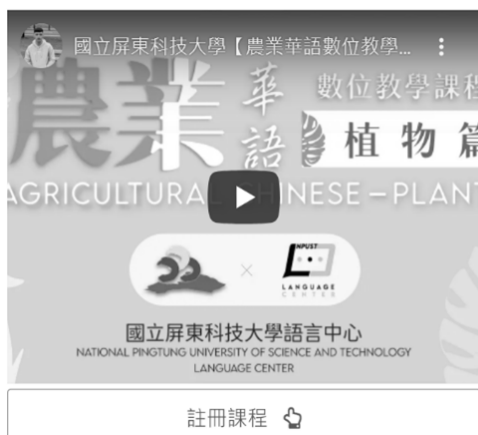 國立屏東科技大學【農業華語數位教學...
農業華語
數位教學課程
植物篇
AGRICULTURA CHINESE – PLANT
NPUST
LANGUAGE
CENTER
國立屏東科技大學語言中心
NATIONAL PINGTUNG UNIVERSITY OF SCIENCE AND TECHNOLOGY
LANGUAGE CENTER
註冊課程